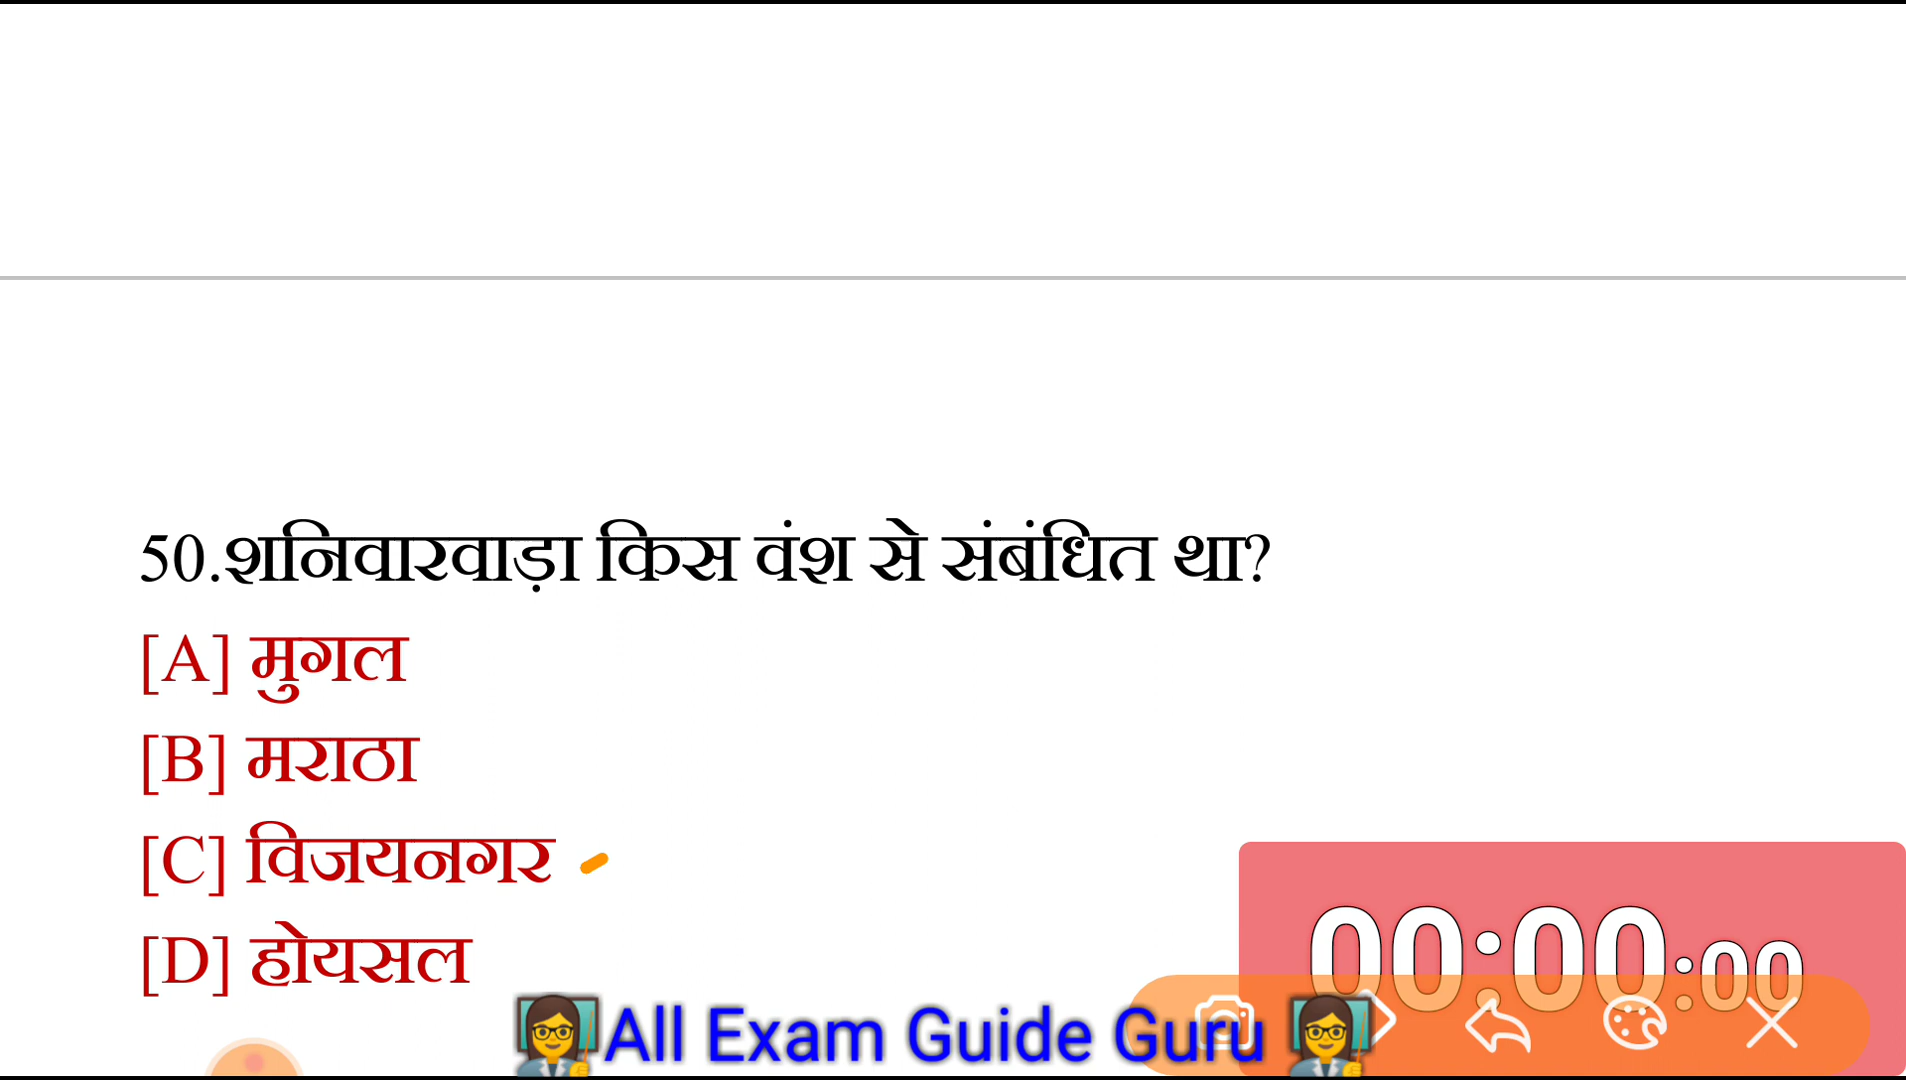 50.शनिवारवाड़ा किस वंश से संबंधित था?
[A] मुगल
[B] मराठा
[C] विजयनगर
[D] होयसल
00:00:00
All Exam Guide Guru